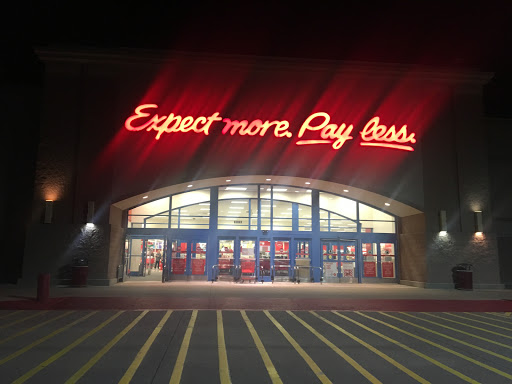 Expect more. Pay less.